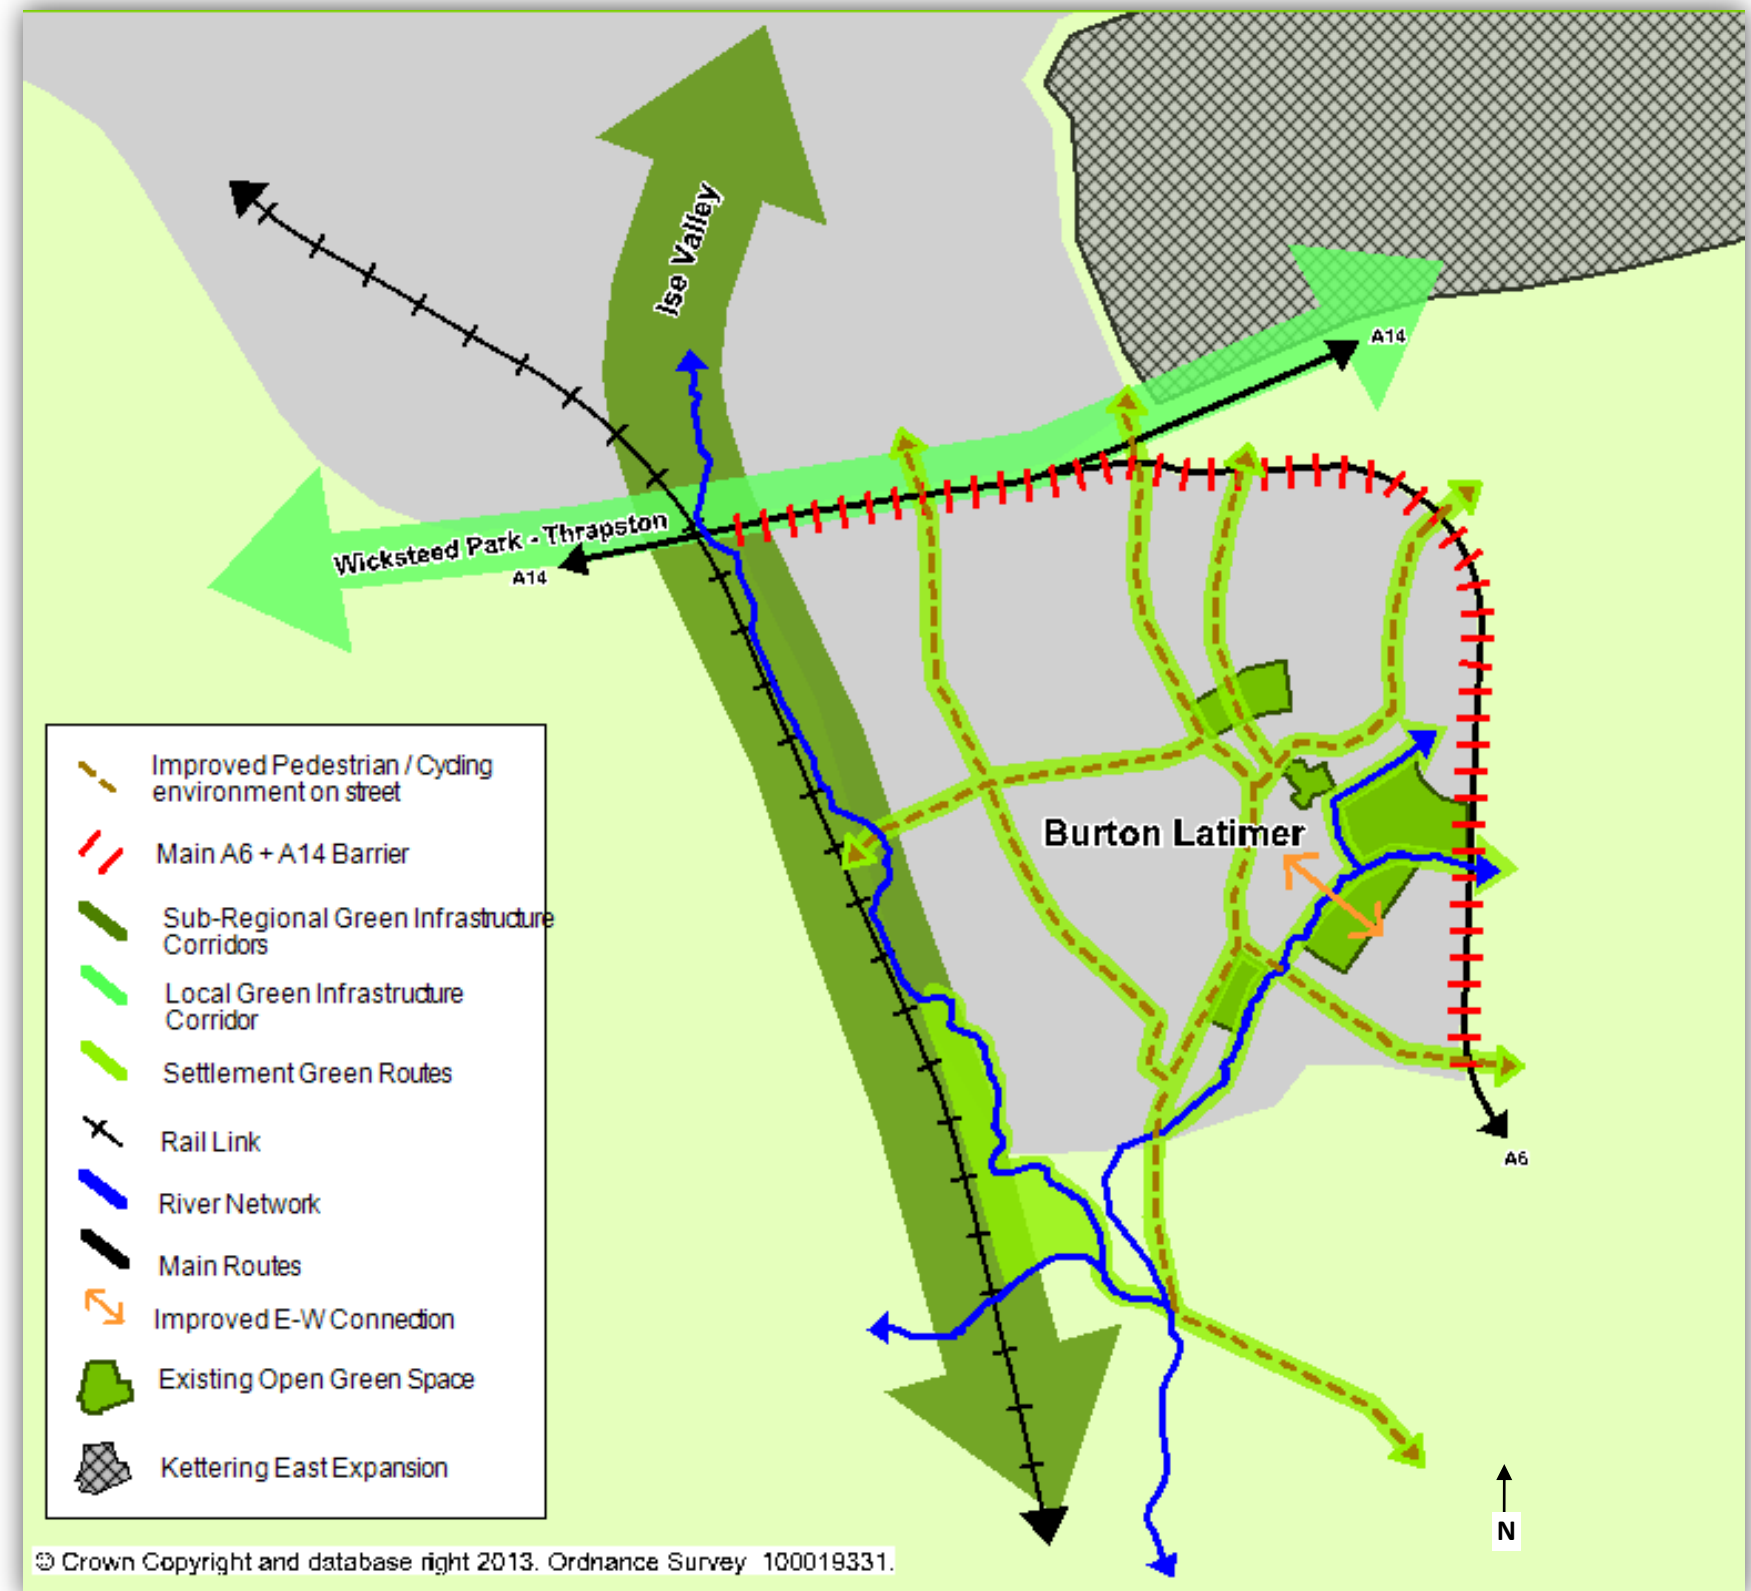 Ise Valley
A14
Wicksteed Park - Thrapston
A14
Burton Latimer
Improved Pedestrian / Cycling
environment on street
Main A6 + A14 Barrier
Sub-Regional Green Infrastructure
Corridors
Local Green Infrastructure
Corridor
Settlement Green Routes
Rail Link
River Network
Main Routes
Improved E-W Connection
Existing Open Green Space
Kettering East Expansion
A6
N
© Crown Copyright and database right 2013. Ordnance Survey 100019331.